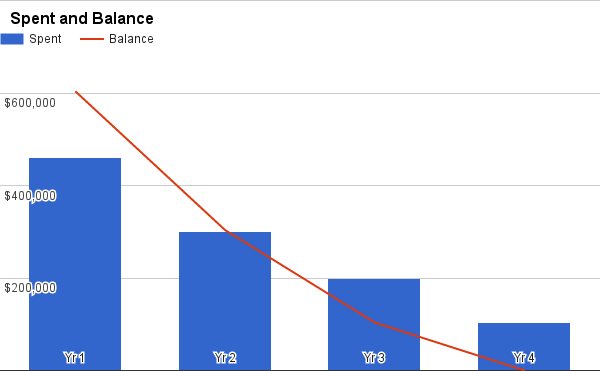 Spent and Balance
Spent Balance
$600,000
$400,000
$200,000
Yr 1 Yr 2 Yr 3 Yr 4